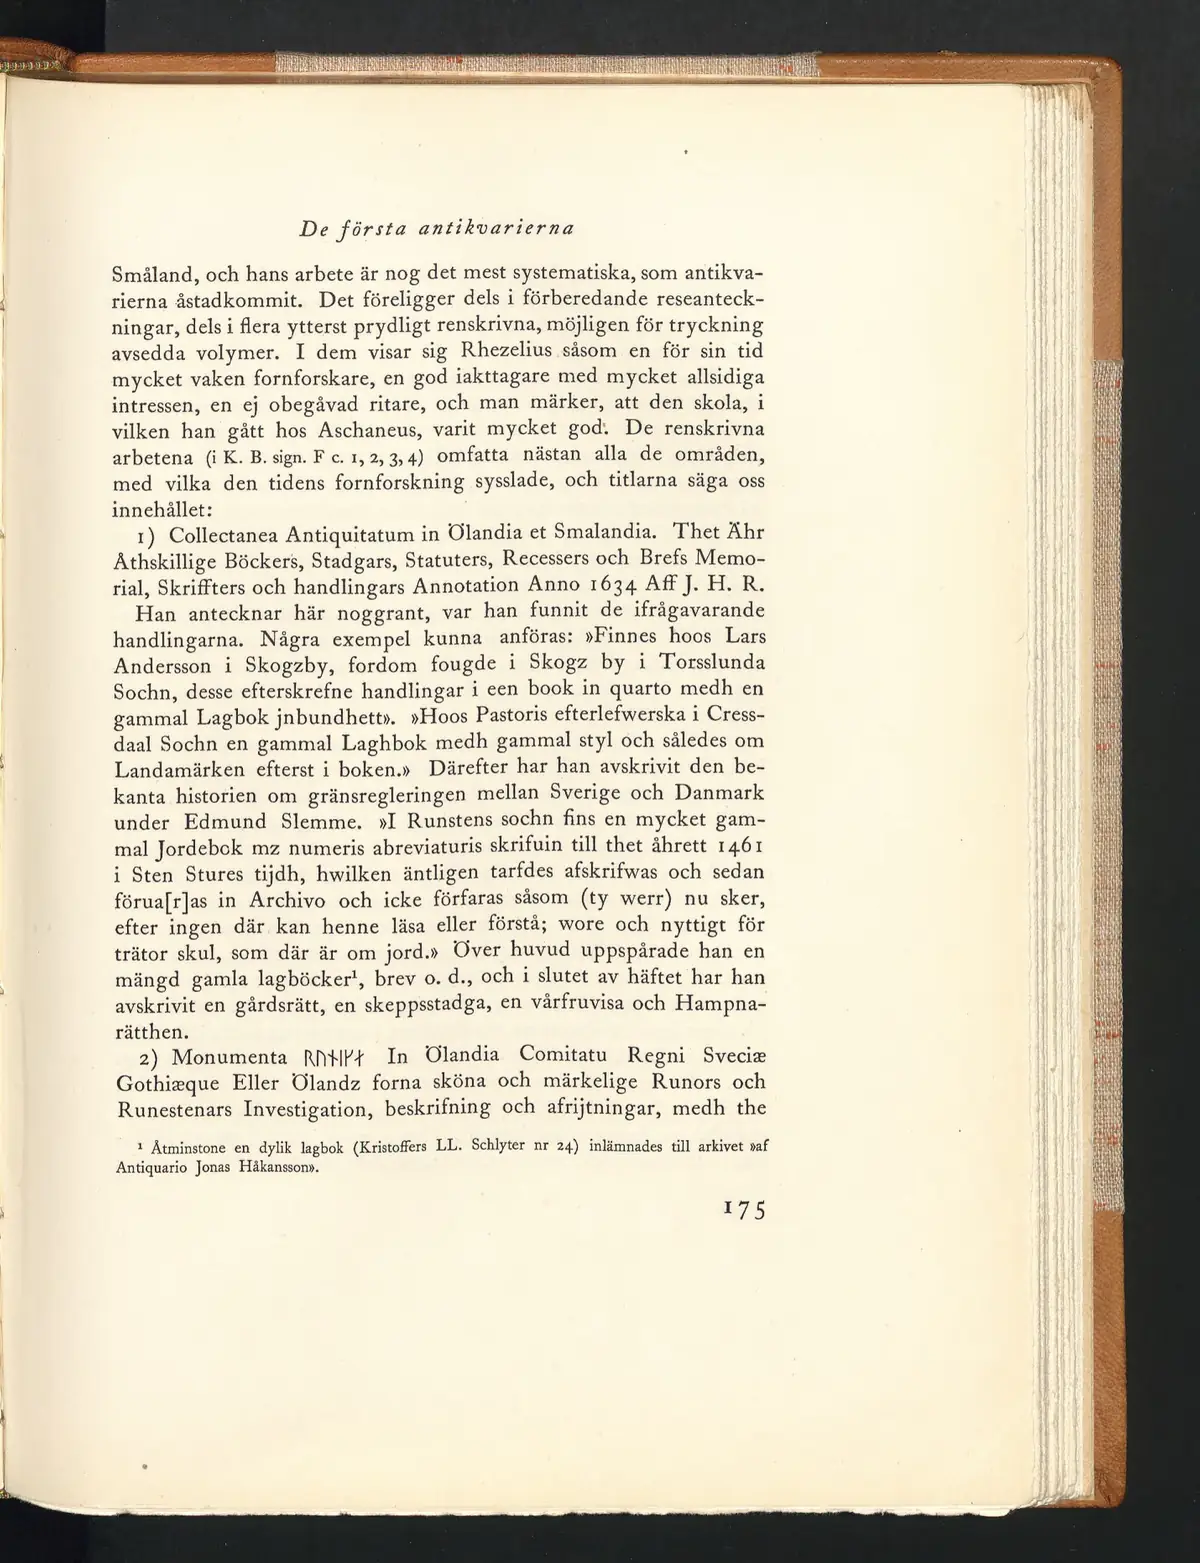 De första antikvarierna
Småland, och hans arbete är nog det mest systematiska, som antikva-
rierna åstadkommit. Det föreligger dels i förberedande reseanteck-
ningar, dels i flera ytterst prydligt renskrivna, möjligen för tryckning
avsedda volymer. I dem visar sig Rhezelius såsom en för sin tid
mycket vaken fornforskare, en god iakttagare med mycket allsidiga
intressen, en ej obegåvad ritare, och man märker, att den skola, i
vilken han gått hos Aschaneus, varit mycket god. De renskrivna
arbetena (i K. B. sign. F c. 1, 2, 3, 4) omfatta nästan alla de områden,
med vilka den tidens fornforskning sysslade, och titlarna säga oss
innehållet:
1) Collectanea Antiquitatum in Ölandia et Smalandia. Thet Ähr
Åthskillige Böckers, Stadgars, Statuters, Recessers och Brefs Memo-
rial, Skriffters och handlingars Annotation Anno 1634 Aff J. H. R.
Han antecknar här noggrant, var han funnit de ifrågavarande
handlingarna. Några exempel kunna anföras: »Finnes hoos Lars
Andersson i Skogzby, fordom fougde i Skogz by i Torsslunda
Sochn, desse efterskrefne handlingar i een book in quarto medh en
gammal Lagbok jnbundhett». »Hoos Pastoris efterlefwerska i Cress-
daal Sochn en gammal Laghbok medh gammal styl och således om
Landamärken efterst i boken.» Därefter har han avskrivit den be-
kanta historien om gränsregleringen mellan Sverige och Danmark
under Edmund Slemme. »I Runstens sochn fins en mycket gam-
mal Jordebok mz numeris abreviaturis skrifuin till thet åhrett 1461
i Sten Stures tijdh, hwilken äntligen tarfdes afskrifwas och sedan
förua[r]as in Archivo och icke förfaras såsom (ty werr) nu sker,
efter ingen där kan henne läsa eller förstå; wore och nyttigt för
trätor skul, som där är om jord.» Över huvud uppspårade han en
mängd gamla lagböcker¹, brev o. d., och i slutet av häftet har han
avskrivit en gårdsrätt, en skeppsstadga, en vårfruvisa och Hampna-
rätthen.
2) Monumenta ᚱᚢᚾᛁᚴᛆ In Ölandia Comitatu Regni Sveciæ
Gothiæque Eller Ölandz forna sköna och märkelige Runors och
Runestenars Investigation, beskrifning och afrijtningar, medh the
¹ Åtminstone en dylik lagbok (Kristoffers LL. Schlyter nr 24) inlämnades till arkivet »af
Antiquario Jonas Håkansson».
175